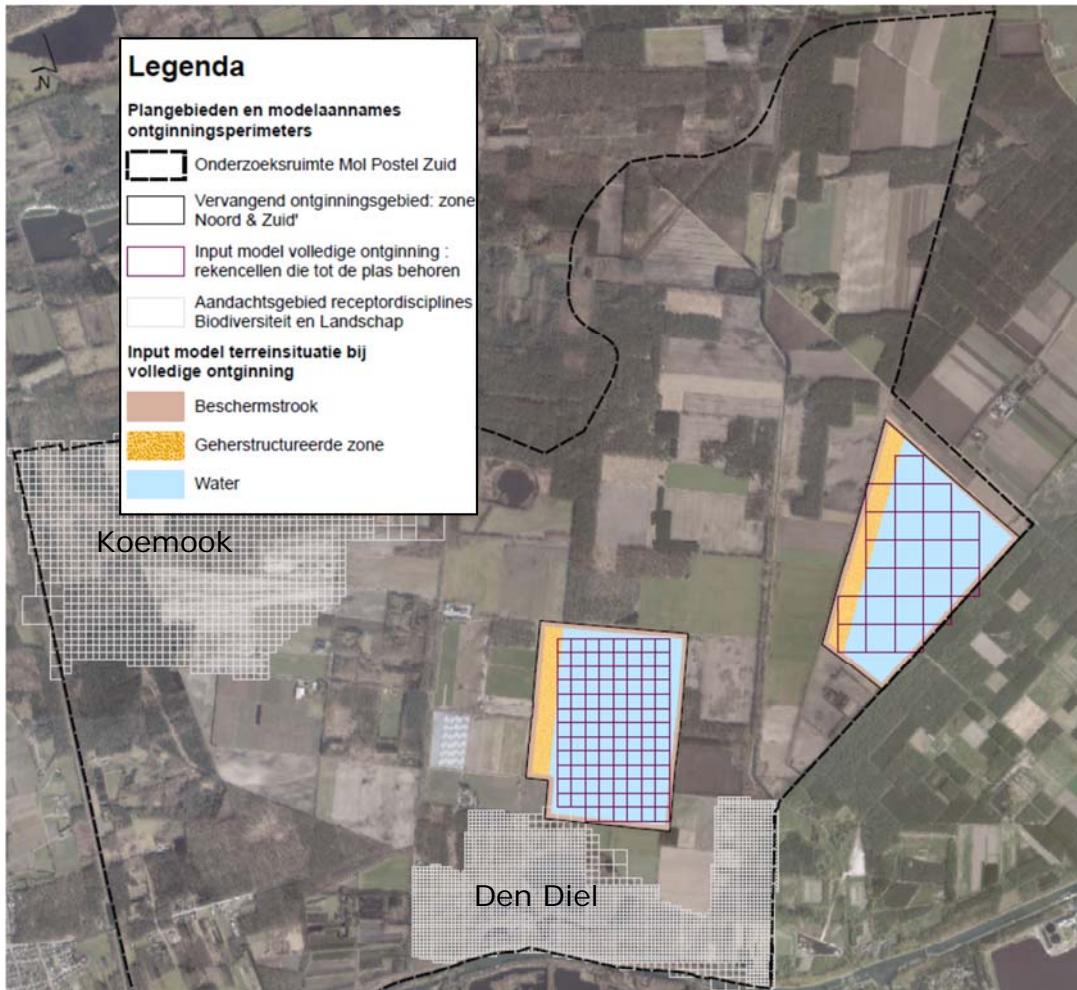 N
Legenda
Plangebieden en modelaannames
ontginningsperimeters
Onderzoeksruimte Mol Postel Zuid
Vervangend ontginningsgebied: zone
Noord & Zuid'
Input model volledige ontginning :
rekencellen die tot de plas behoren
Aandachtsgebied receptordisciplines
Biodiversiteit en Landschap
Input model terreinsituatie bij
volledige ontginning
Beschermstrook
Geherstructureerde zone
Water
Koemook
Den Diel